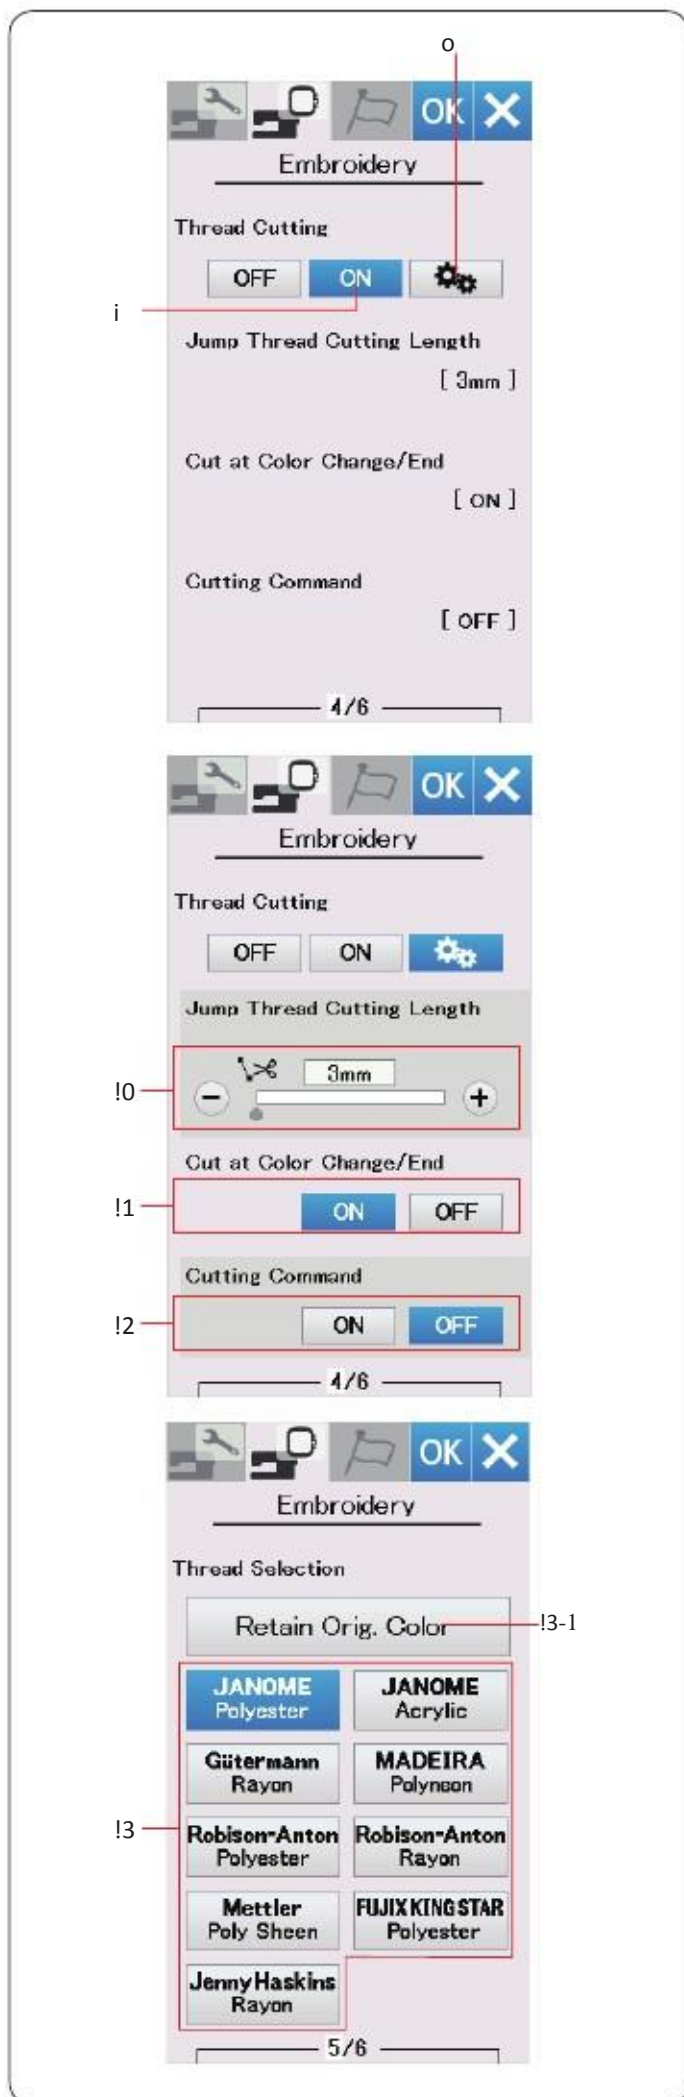 o
OK
Embroidery
Thread Cutting
OFF ON
i
Jump Thread Cutting Length
[ 3mm ]
Cut at Color Change/End
[ ON ]
Cutting Command
[ OFF ]
4/6
OK
Embroidery
Thread Cutting
OFF ON
Jump Thread Cutting Length
!0 3mm
− +
Cut at Color Change/End
!1 ON OFF
Cutting Command
!2 ON OFF
4/6
OK
Embroidery
Thread Selection
Retain Orig. Color !3-1
JANOME JANOME
Polyester Acrylic
Gütermann MADEIRA
Rayon Polyneon
!3
Robison-Anton Robison-Anton
Polyester Rayon
Mettler FUJIX KING STAR
Poly Sheen Polyester
Jenny Haskins
Rayon
5/6